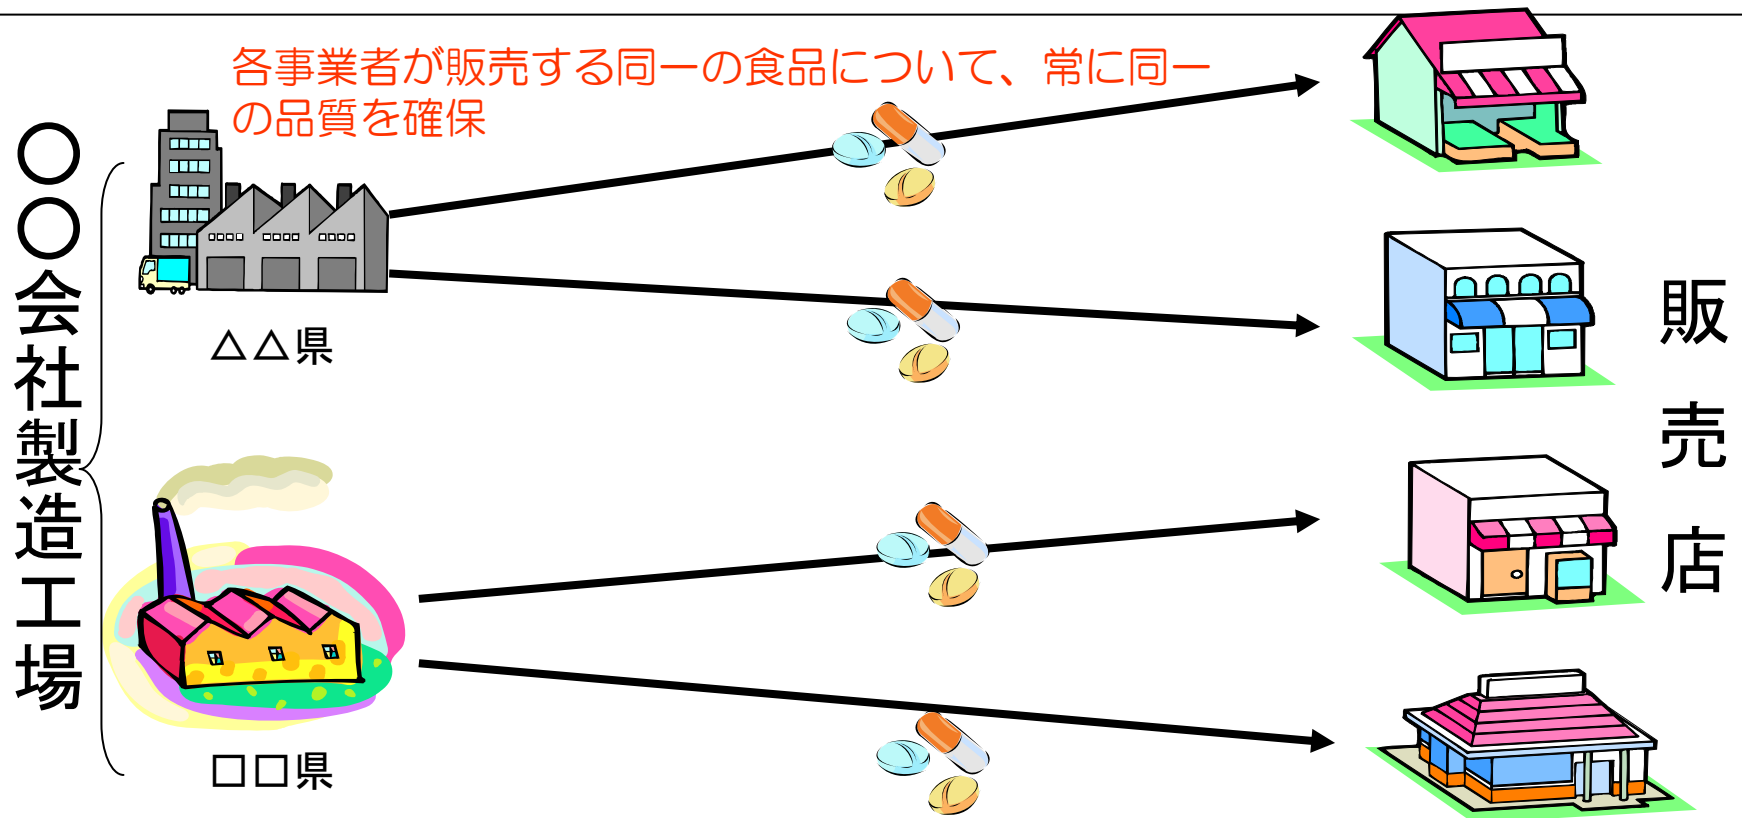 各事業者が販売する同一の食品について、常に同一
の品質を確保
〇〇会社製造工場
△△県
□□県
販売店